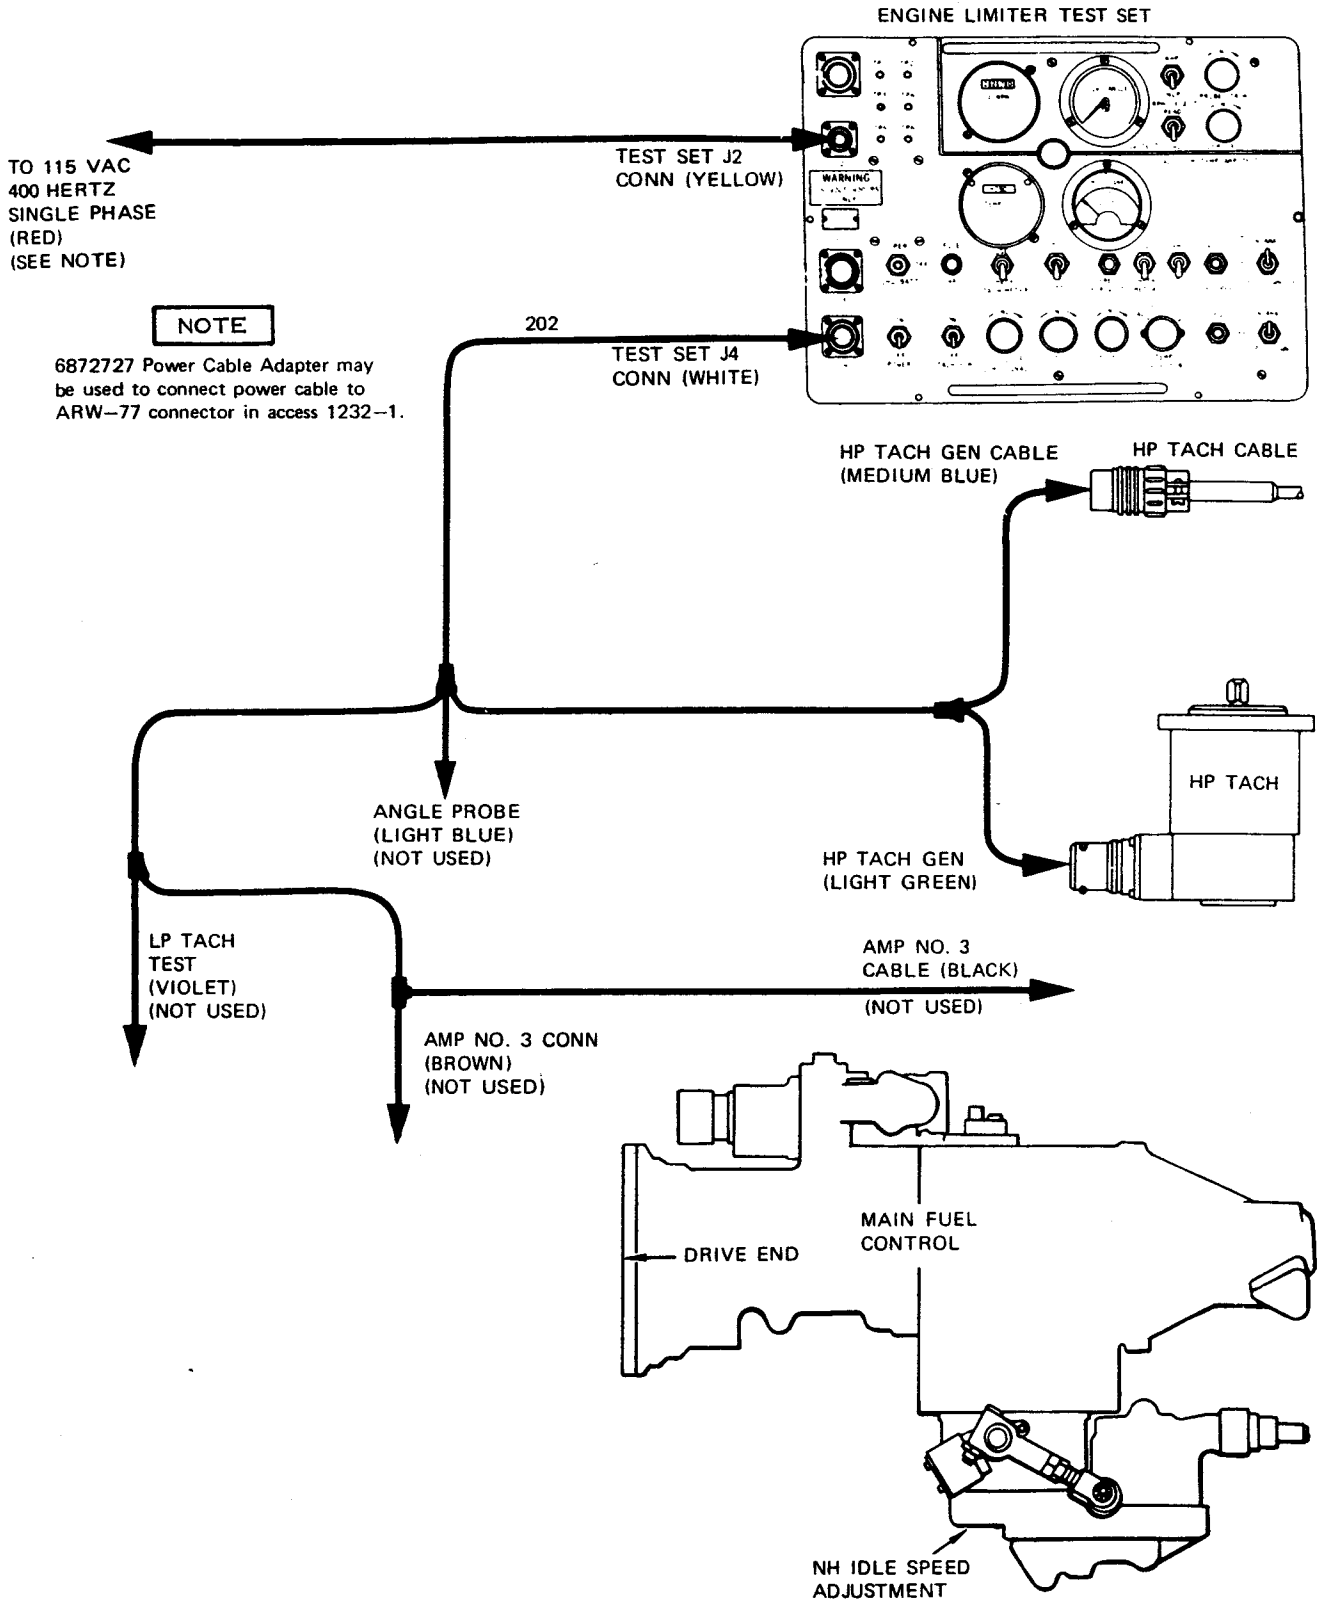 ENGINE LIMITER TEST SET
TO 115 VAC
400 HERTZ
SINGLE PHASE
(RED)
(SEE NOTE)
TEST SET J2
CONN (YELLOW)
WARNING
NOTE
6872727 Power Cable Adapter may
be used to connect power cable to
ARW—77 connector in access 1232—1.
202
TEST SET J4
CONN (WHITE)
HP TACH GEN CABLE
(MEDIUM BLUE)
HP TACH CABLE
HP TACH
ANGLE PROBE
(LIGHT BLUE)
(NOT USED)
HP TACH GEN
(LIGHT GREEN)
LP TACH
TEST
(VIOLET)
(NOT USED)
AMP NO. 3
CABLE (BLACK)
(NOT USED)
AMP NO. 3 CONN
(BROWN)
(NOT USED)
MAIN FUEL
CONTROL
DRIVE END
NH IDLE SPEED
ADJUSTMENT